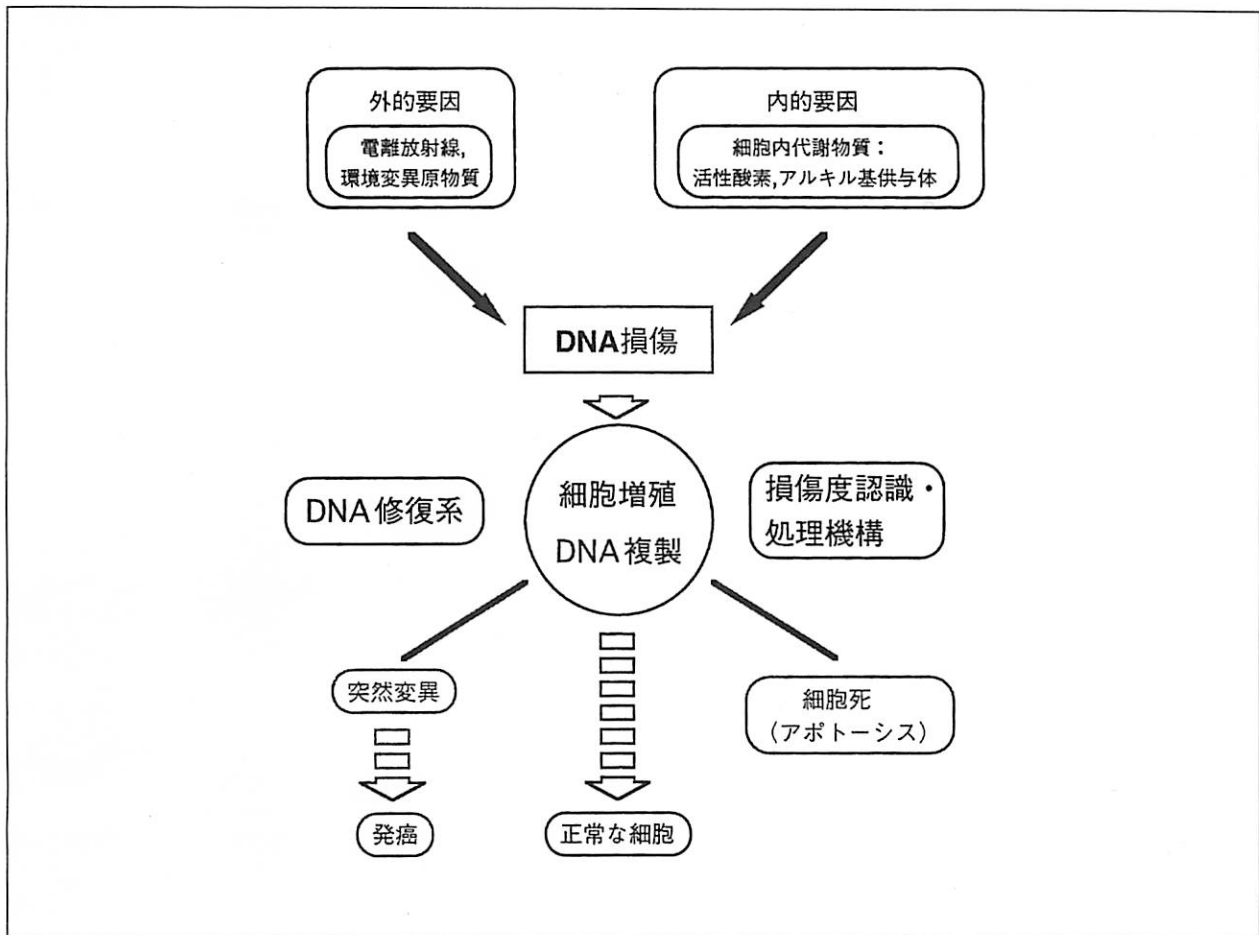 外的要因
電離放射線,
環境変異原物質
内的要因
細胞内代謝物質：
活性酸素,アルキル基供与体
DNA損傷
細胞増殖
DNA複製
DNA修復系
損傷度認識・
処理機構
突然変異
細胞死
(アポトーシス)
発癌
正常な細胞